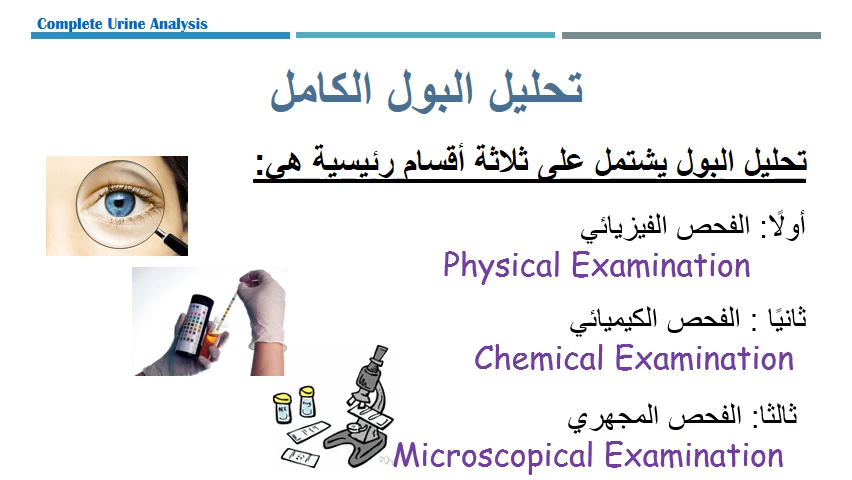 Complete Urine Analysis
تحليل البول الكامل
تحليل البول يشتمل على ثلاثة أقسام رئيسية هي:
أولًا: الفحص الفيزيائي
Physical Examination
ثانيًا : الفحص الكيميائي
Chemical Examination
ثالثا: الفحص المجهري
Microscopical Examination